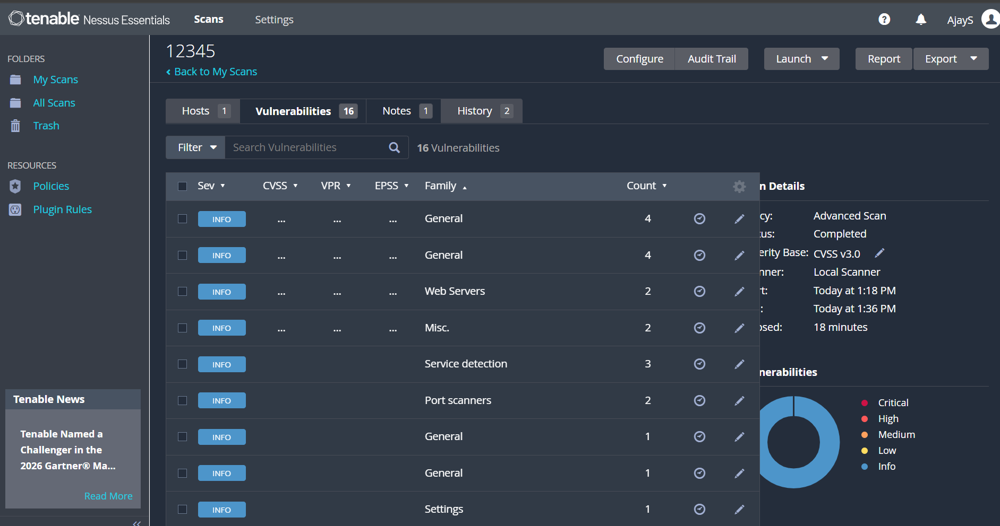 tenable Nessus Essentials Scans Settings ? AjayS
FOLDERS
My Scans
All Scans
Trash
RESOURCES
Policies
Plugin Rules
Tenable News
Tenable Named a
Challenger in the
2026 Gartner® Ma...
Read More
12345
Back to My Scans
Configure Audit Trail Launch Report Export
Hosts 1 Vulnerabilities 16 Notes 1 History 2
Filter Search Vulnerabilities 16 Vulnerabilities
Sev CVSS VPR EPSS Family Count
INFO ... ... ... General 4
INFO ... ... ... General 4
INFO ... ... ... Web Servers 2
INFO ... ... ... Misc. 2
INFO Service detection 3
INFO Port scanners 2
INFO General 1
INFO General 1
INFO Settings 1
n Details
cy: Advanced Scan
tus: Completed
erity Base: CVSS v3.0
nner: Local Scanner
rt: Today at 1:18 PM
: Today at 1:36 PM
osed: 18 minutes
nerabilities
Critical
High
Medium
Low
Info